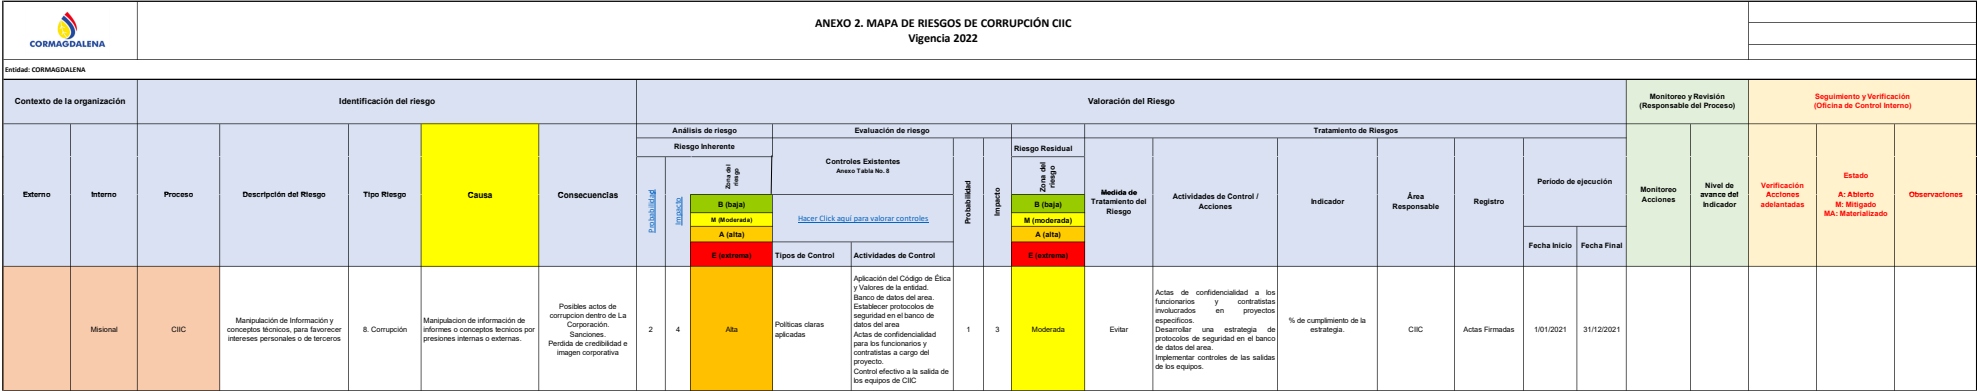 CORMAGDALENA
ANEXO 2. MAPA DE RIESGOS DE CORRUPCIÓN CIIC
Vigencia 2022
Entidad: CORMAGDALENA
Contexto de la organización
Identificación del riesgo
Valoración del Riesgo
Monitoreo y Revisión
(Responsable del Proceso)
Seguimiento y Verificación
(Oficina de Control Interno)
Externo
Interno
Proceso
Descripción del Riesgo
Tipo Riesgo
Causa
Consecuencias
Análisis de riesgo
Riesgo Inherente
Probabilidad
Impacto
Zona del
riesgo
B (baja)
M (Moderada)
A (alta)
E (extrema)
Evaluación de riesgo
Controles Existentes
Anexo Tabla No. 8
Hacer Click aquí para valorar controles
Tipos de Control
Actividades de Control
Probabilidad
Impacto
Riesgo Residual
Zona del
riesgo
B (baja)
M (moderada)
A (alta)
E (extrema)
Tratamiento de Riesgos
Medida de
Tratamiento del
Riesgo
Actividades de Control /
Acciones
Indicador
Área
Responsable
Registro
Periodo de ejecución
Fecha Inicio
Fecha Final
Monitoreo
Acciones
Nivel de
avance del
Indicador
Verificación
Acciones
adelantadas
Estado
A: Abierto
M: Mitigado
MA: Materializado
Observaciones
Misional
CIIC
Manipulación de Información y
conceptos técnicos, para favorecer
intereses personales o de terceros
8. Corrupción
Manipulacion de información de
informes o conceptos tecnicos por
presiones internas o externas.
Posibles actos de
corrupcion dentro de La
Corporación.
Sanciones.
Perdida de credibilidad e
imagen corporativa
2
4
Alta
Políticas claras
aplicadas
Aplicación del Código de Ética
y Valores de la entidad.
Banco de datos del area.
Establecer protocolos de
seguridad en el banco de
datos del area
Actas de confidencialidad
para los funcionarios y
contratistas a cargo del
proyecto.
Control efectivo a la salida de
los equipos de CIIC
1
3
Moderada
Evitar
Actas de confidencialidad a los
funcionarios y contratistas
involucrados en proyectos
especificos.
Desarrollar una estrategia de
protocolos de seguridad en el banco
de datos del area.
Implementar controles de las salidas
de los equipos.
% de cumplimiento de la
estrategia.
CIIC
Actas Firmadas
1/01/2021
31/12/2021